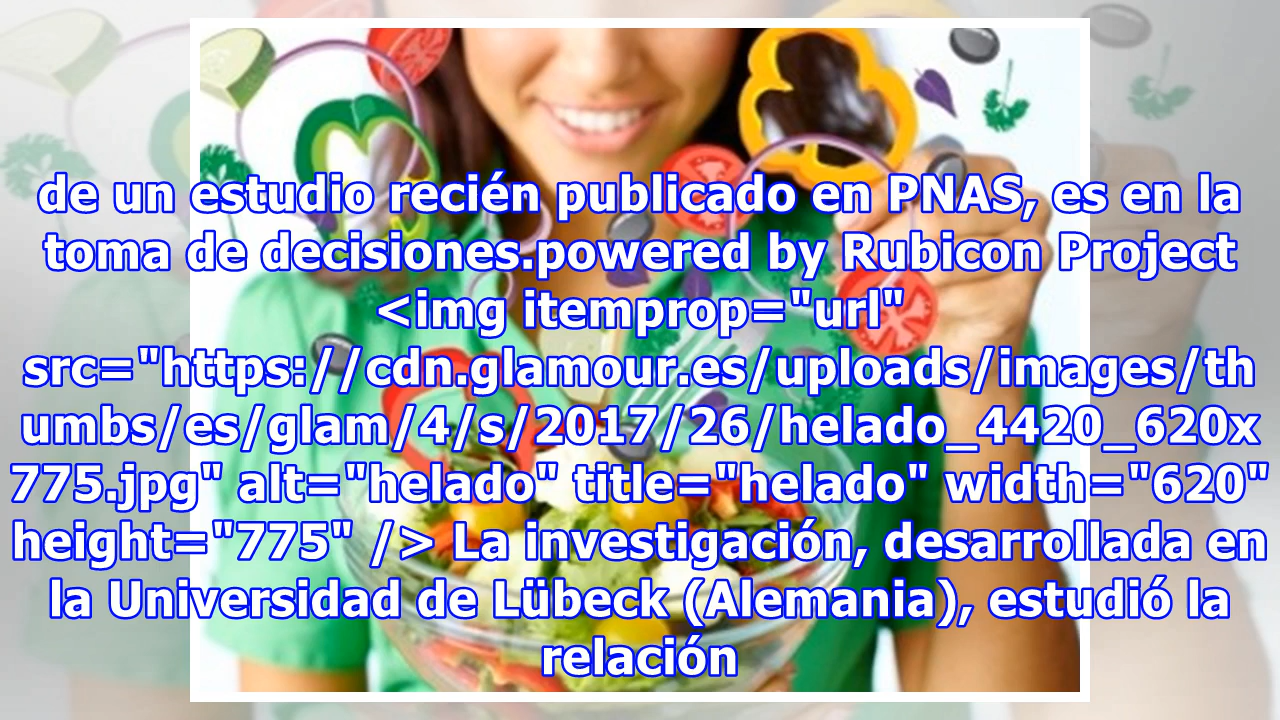 de un estudio recién publicado en PNAS, es en la
toma de decisiones.powered by Rubicon Project
<img itemprop="url"
src="https://cdn.glamour.es/uploads/images/th
umbs/es/glam/4/s/2017/26/helado_4420_620x
775.jpg" alt="helado" title="helado" width="620"
height="775" /> La investigación, desarrollada en
la Universidad de Lübeck (Alemania), estudió la
relación